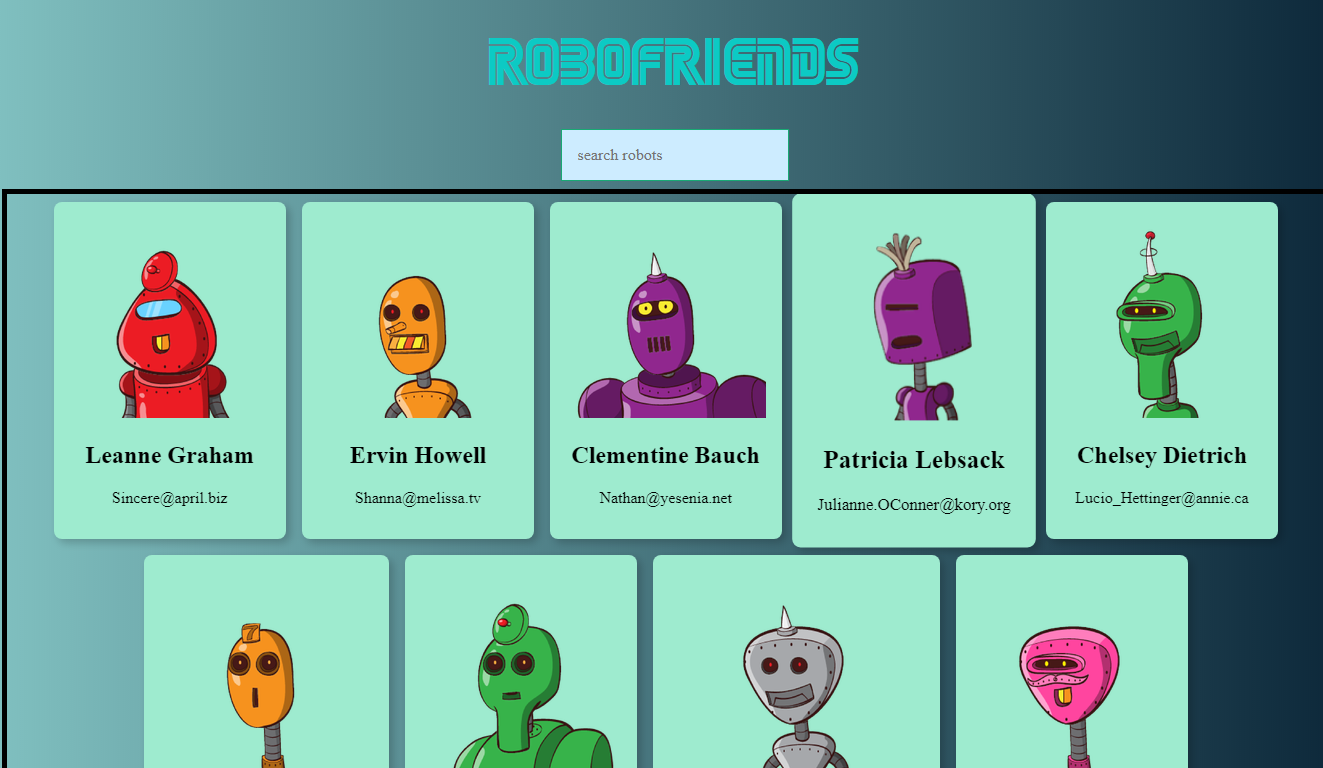 ROBOFRIENDS
search robots
Leanne Graham
Sincere@april.biz
Ervin Howell
Shanna@melissa.tv
Clementine Bauch
Nathan@yesenia.net
Patricia Lebsack
Julianne.OConner@kory.org
Chelsey Dietrich
Lucio_Hettinger@annie.ca
7